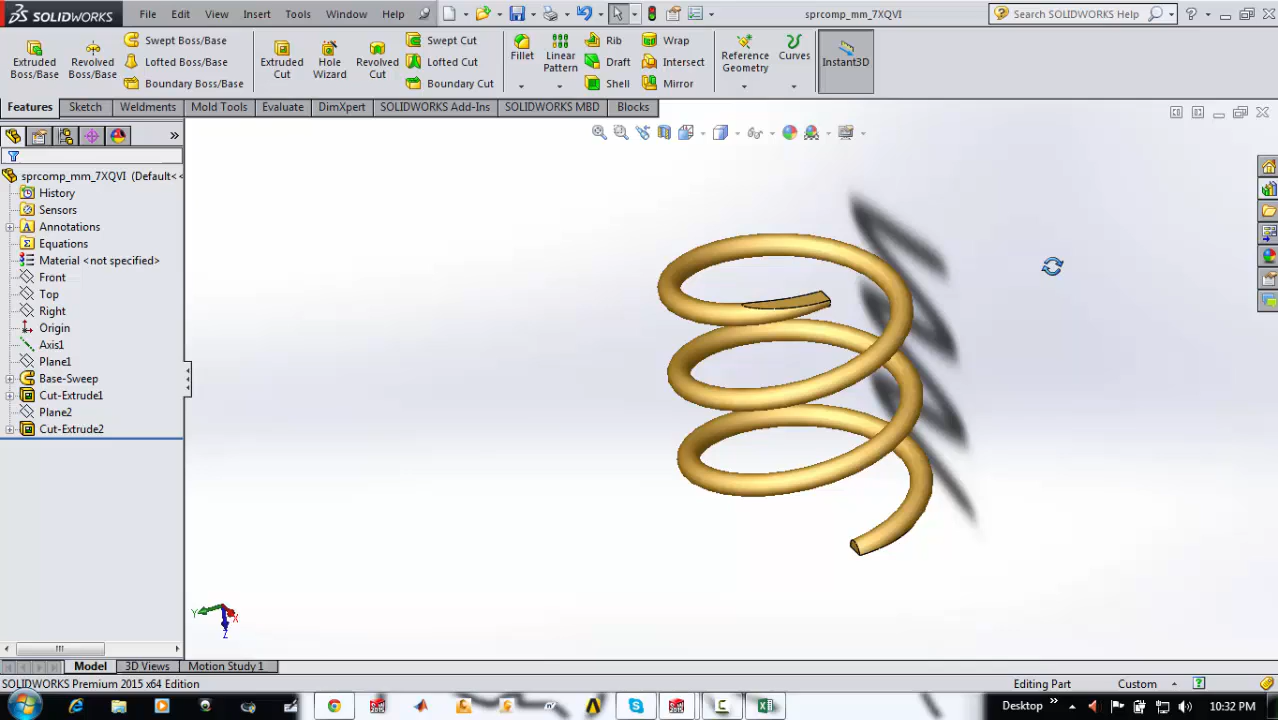 SOLIDWORKS
File Edit View Insert Tools Window Help
sprcomp_mm_7XQVI
Search SOLIDWORKS Help
Extruded Boss/Base
Swept Boss/Base
Lofted Boss/Base
Boundary Boss/Base
Extruded Cut
Hole Wizard
Revolved Cut
Swept Cut
Lofted Cut
Boundary Cut
Fillet
Linear Pattern
Rib
Draft
Shell
Wrap
Intersect
Mirror
Reference Geometry
Curves
Instant3D
Features Sketch Weldments Mold Tools Evaluate DimXpert SOLIDWORKS Add-Ins SOLIDWORKS MBD Blocks
sprcomp_mm_7XQVI (Default<<
History
Sensors
Annotations
Equations
Material <not specified>
Front
Top
Right
Origin
Axis1
Plane1
Base-Sweep
Cut-Extrude1
Plane2
Cut-Extrude2
Y
X
Z
Model 3D Views Motion Study 1
SOLIDWORKS Premium 2015 x64 Edition
Editing Part
Custom
Desktop
10:32 PM